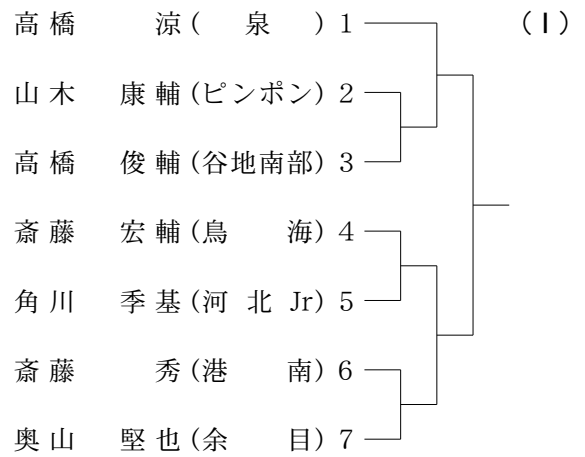 高橋 涼(泉) 1 (I)
山木 康輔(ピンポン) 2
高橋 俊輔(谷地南部) 3
斎藤 宏輔(鳥海) 4
角川 季基(河北Jr) 5
斎藤 秀(港南) 6
奥山 堅也(余目) 7